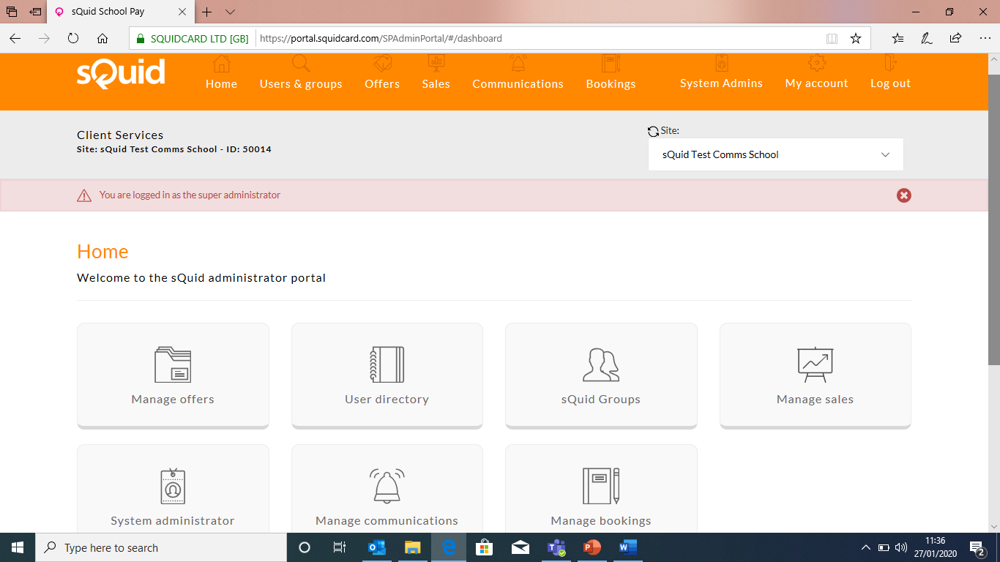 sQuid School Pay
SQUIDCARD LTD [GB] https://portal.squidcard.com/SPAdminPortal/#/dashboard
sQuid
Home Users & groups Offers Sales Communications Bookings System Admins My account Log out
Client Services
Site: sQuid Test Comms School - ID: 50014
Site:
sQuid Test Comms School
You are logged in as the super administrator
Home
Welcome to the sQuid administrator portal
Manage offers User directory sQuid Groups Manage sales
System administrator Manage communications Manage bookings
Type here to search
11:36
27/01/2020
2